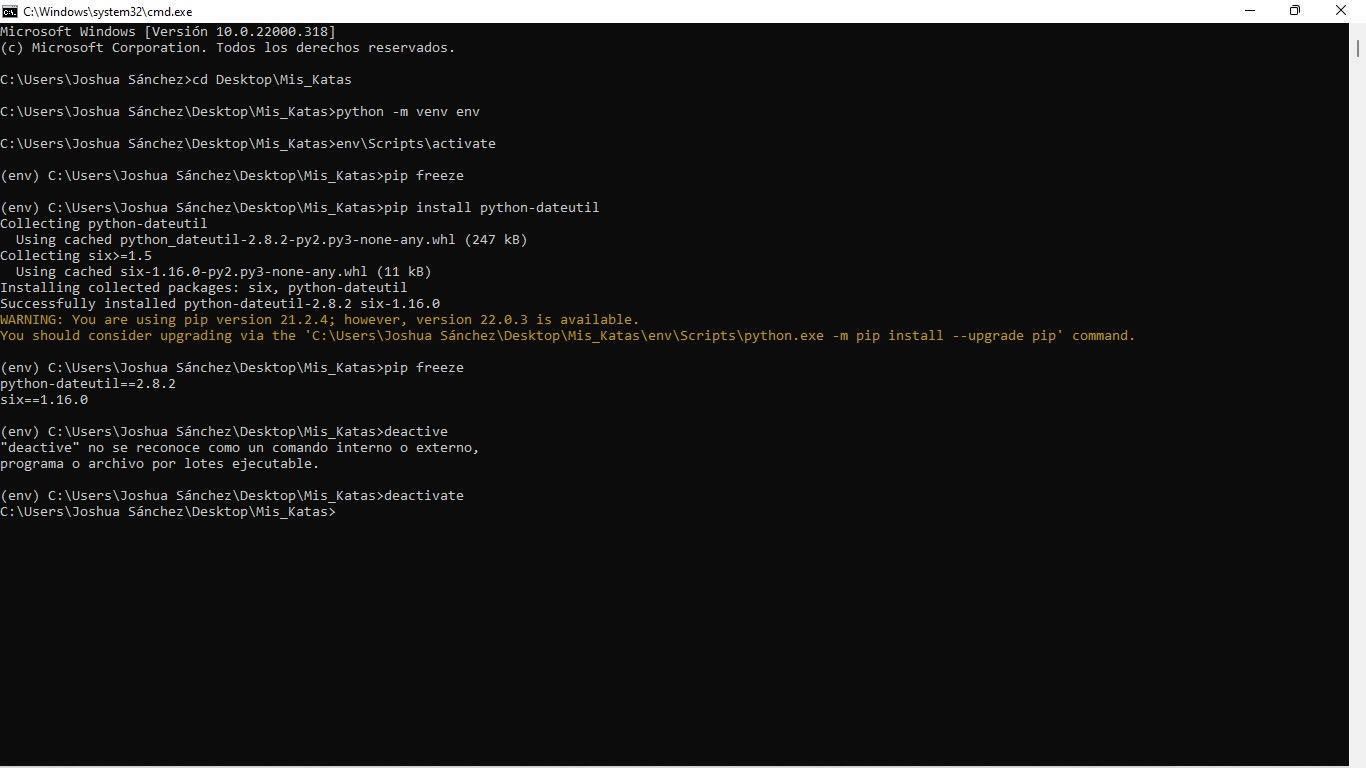 C:\Windows\system32\cmd.exe
Microsoft Windows [Versión 10.0.22000.318]
(c) Microsoft Corporation. Todos los derechos reservados.
C:\Users\Joshua Sánchez>cd Desktop\Mis_Katas
C:\Users\Joshua Sánchez\Desktop\Mis_Katas>python -m venv env
C:\Users\Joshua Sánchez\Desktop\Mis_Katas>env\Scripts\activate
(env) C:\Users\Joshua Sánchez\Desktop\Mis_Katas>pip freeze
(env) C:\Users\Joshua Sánchez\Desktop\Mis_Katas>pip install python-dateutil
Collecting python-dateutil
  Using cached python_dateutil-2.8.2-py2.py3-none-any.whl (247 kB)
Collecting six>=1.5
  Using cached six-1.16.0-py2.py3-none-any.whl (11 kB)
Installing collected packages: six, python-dateutil
Successfully installed python-dateutil-2.8.2 six-1.16.0
WARNING: You are using pip version 21.2.4; however, version 22.0.3 is available.
You should consider upgrading via the 'C:\Users\Joshua Sánchez\Desktop\Mis_Katas\env\Scripts\python.exe -m pip install --upgrade pip' command.
(env) C:\Users\Joshua Sánchez\Desktop\Mis_Katas>pip freeze
python-dateutil==2.8.2
six==1.16.0
(env) C:\Users\Joshua Sánchez\Desktop\Mis_Katas>deactive
"deactive" no se reconoce como un comando interno o externo,
programa o archivo por lotes ejecutable.
(env) C:\Users\Joshua Sánchez\Desktop\Mis_Katas>deactivate
C:\Users\Joshua Sánchez\Desktop\Mis_Katas>